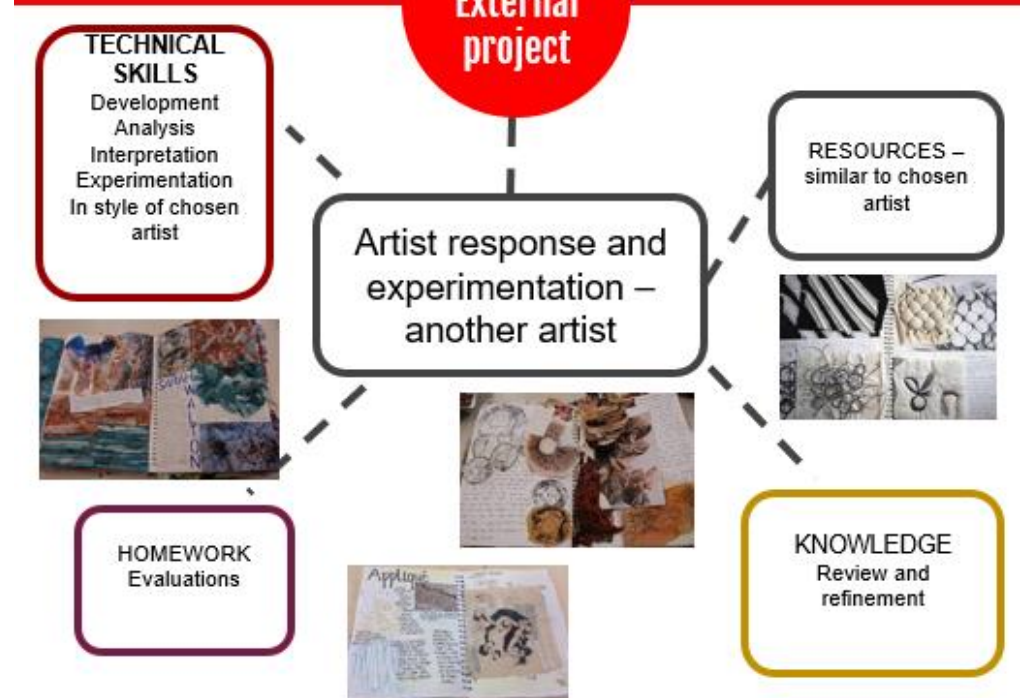 External
project
TECHNICAL
SKILLS
Development
Analysis
Interpretation
Experimentation
In style of chosen
artist
RESOURCES –
similar to chosen
artist
Artist response and
experimentation –
another artist
HOMEWORK
Evaluations
Appliqué
KNOWLEDGE
Review and
refinement